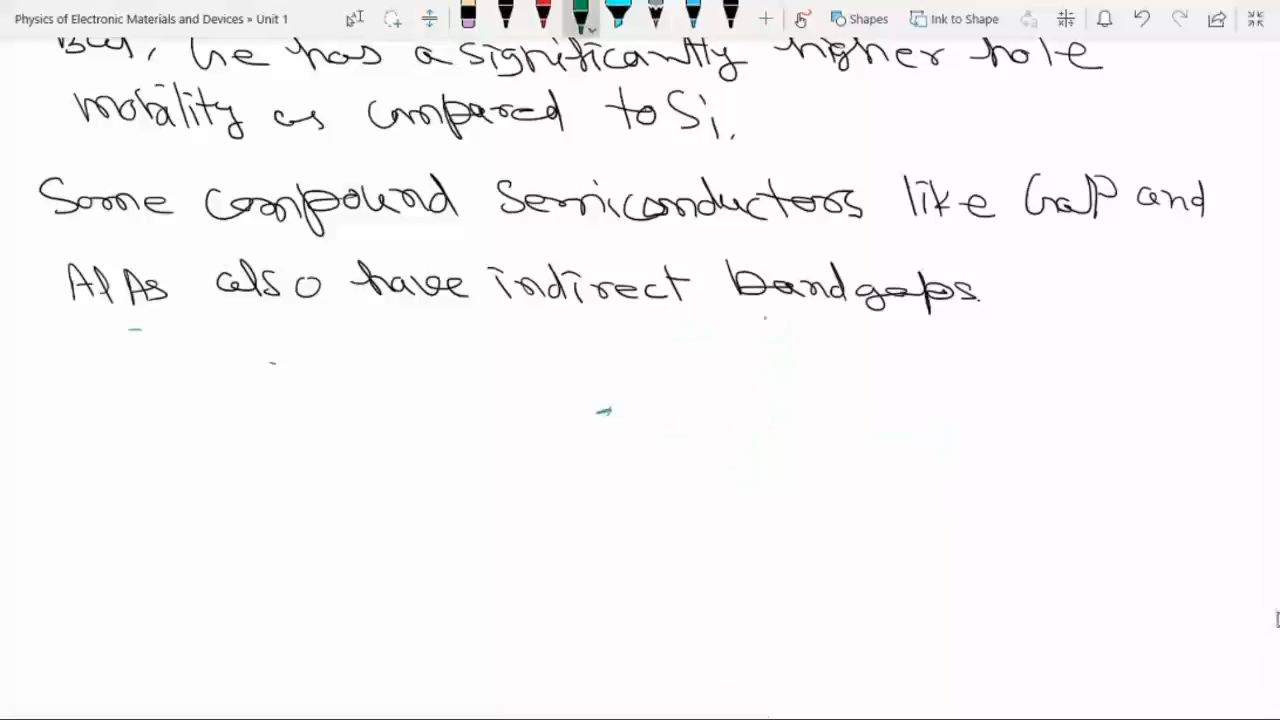 Physics of Electronic Materials and Devices » Unit 1
Shapes
Ink to Shape
But, Ge has a significantly higher hole
mobility as compared to Si.
Some compound semiconductors like GaP and
AlAs also have indirect bandgaps.